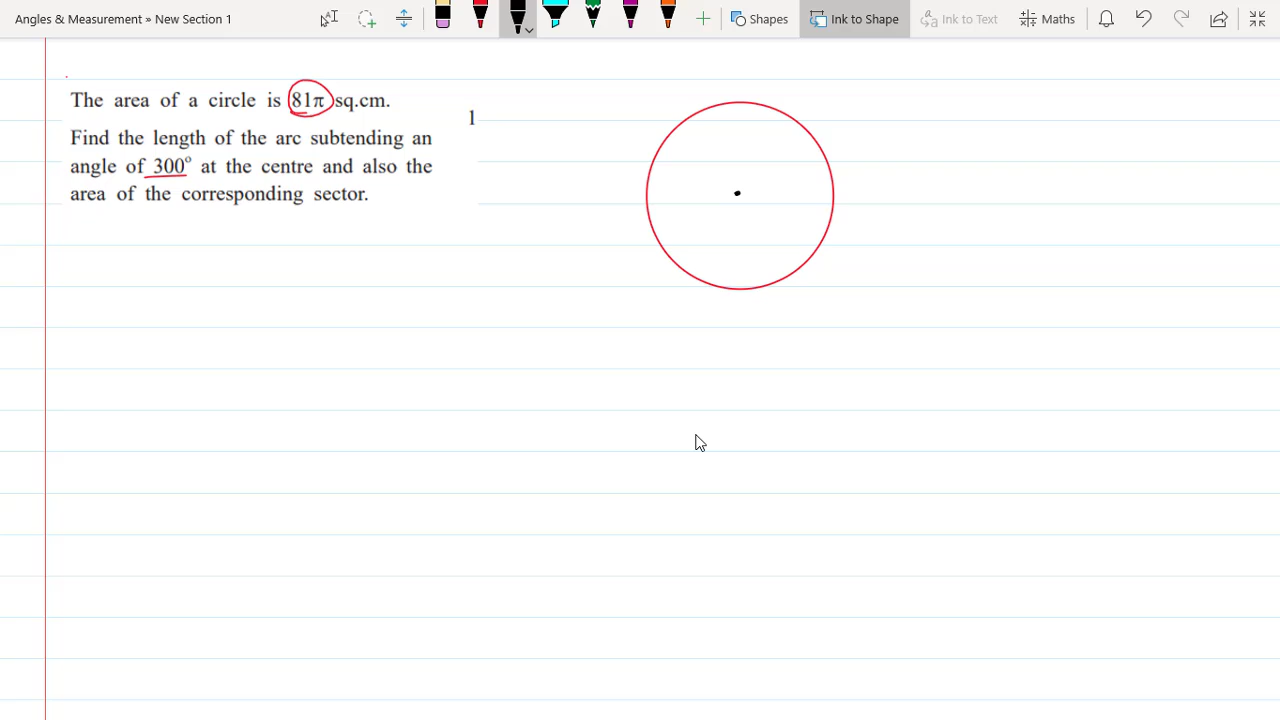 Angles & Measurement » New Section 1
Shapes
Ink to Shape
Ink to Text
Maths
The area of a circle is 81π sq.cm.
1
Find the length of the arc subtending an
angle of 300° at the centre and also the
area of the corresponding sector.